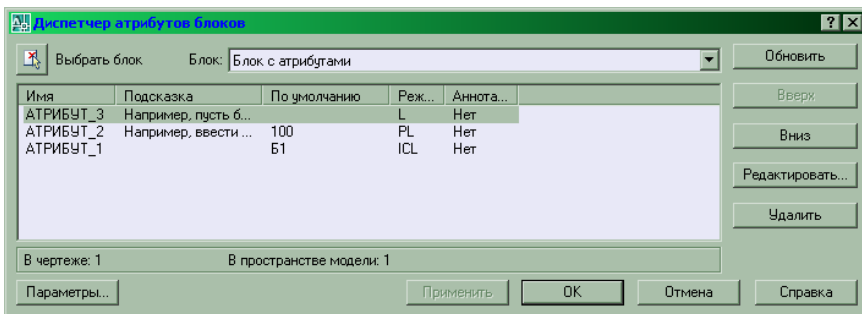 Диспетчер атрибутов блоков
Выбрать блок Блок: Блок с атрибутами Обновить
Имя Подсказка По умолчанию Реж... Аннота... Вверх
АТРИБУТ_3 Например, пусть б... L Нет
АТРИБУТ_2 Например, ввести ... 100 PL Нет Вниз
АТРИБУТ_1 Б1 ICL Нет
Редактировать...
Удалить
В чертеже: 1 В пространстве модели: 1
Параметры... Применить OK Отмена Справка